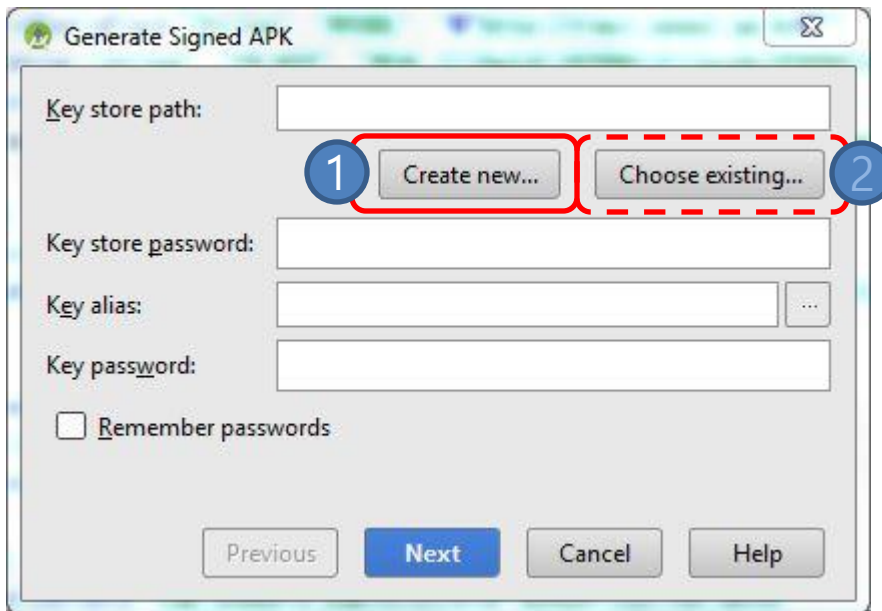 Generate Signed APK
Key store path:
1 Create new... Choose existing... 2
Key store password:
Key alias: ...
Key password:
Remember passwords
Previous Next Cancel Help